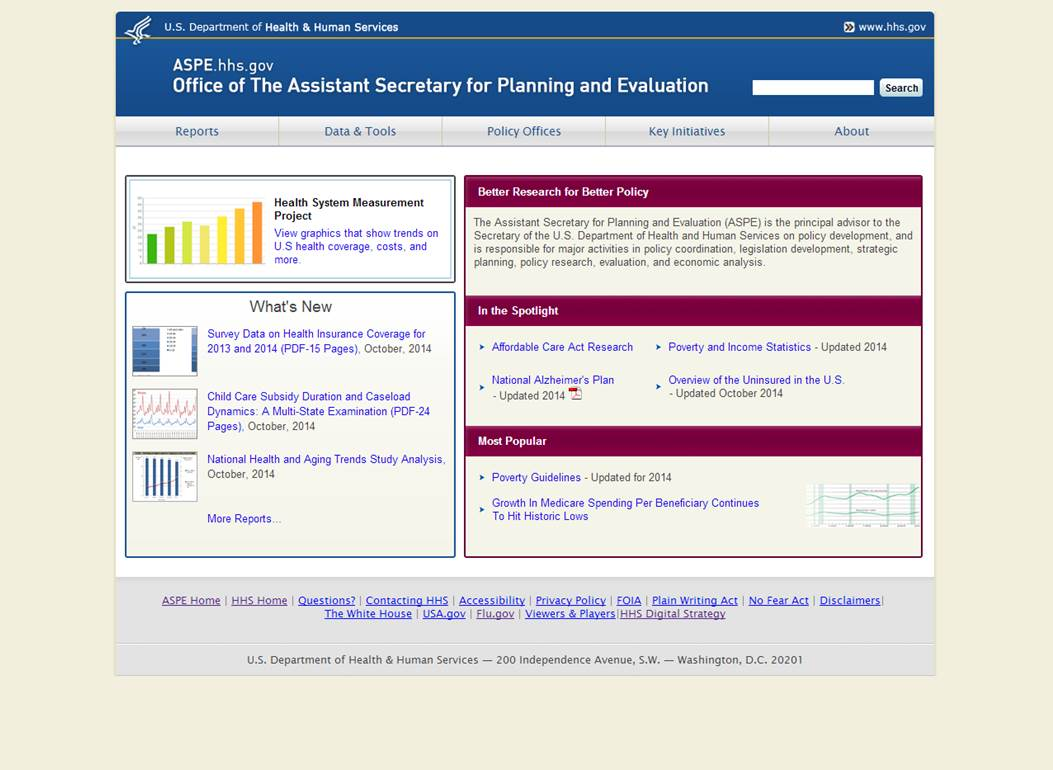 U.S. Department of Health & Human Services
www.hhs.gov
ASPE.hhs.gov
Office of The Assistant Secretary for Planning and Evaluation
Search
Reports
Data & Tools
Policy Offices
Key Initiatives
About
Health System Measurement
Project
View graphics that show trends on
U.S health coverage, costs, and
more.
What's New
Survey Data on Health Insurance Coverage for
2013 and 2014 (PDF-15 Pages), October, 2014
Child Care Subsidy Duration and Caseload
Dynamics: A Multi-State Examination (PDF-24
Pages), October, 2014
National Health and Aging Trends Study Analysis,
October, 2014
More Reports...
Better Research for Better Policy
The Assistant Secretary for Planning and Evaluation (ASPE) is the principal advisor to the
Secretary of the U.S. Department of Health and Human Services on policy development, and
is responsible for major activities in policy coordination, legislation development, strategic
planning, policy research, evaluation, and economic analysis.
In the Spotlight
Affordable Care Act Research
Poverty and Income Statistics - Updated 2014
National Alzheimer's Plan
- Updated 2014
Overview of the Uninsured in the U.S.
- Updated October 2014
Most Popular
Poverty Guidelines - Updated for 2014
Growth In Medicare Spending Per Beneficiary Continues
To Hit Historic Lows
ASPE Home | HHS Home | Questions? | Contacting HHS | Accessibility | Privacy Policy | FOIA | Plain Writing Act | No Fear Act | Disclaimers|
The White House | USA.gov | Flu.gov | Viewers & Players|HHS Digital Strategy
U.S. Department of Health & Human Services — 200 Independence Avenue, S.W. — Washington, D.C. 20201